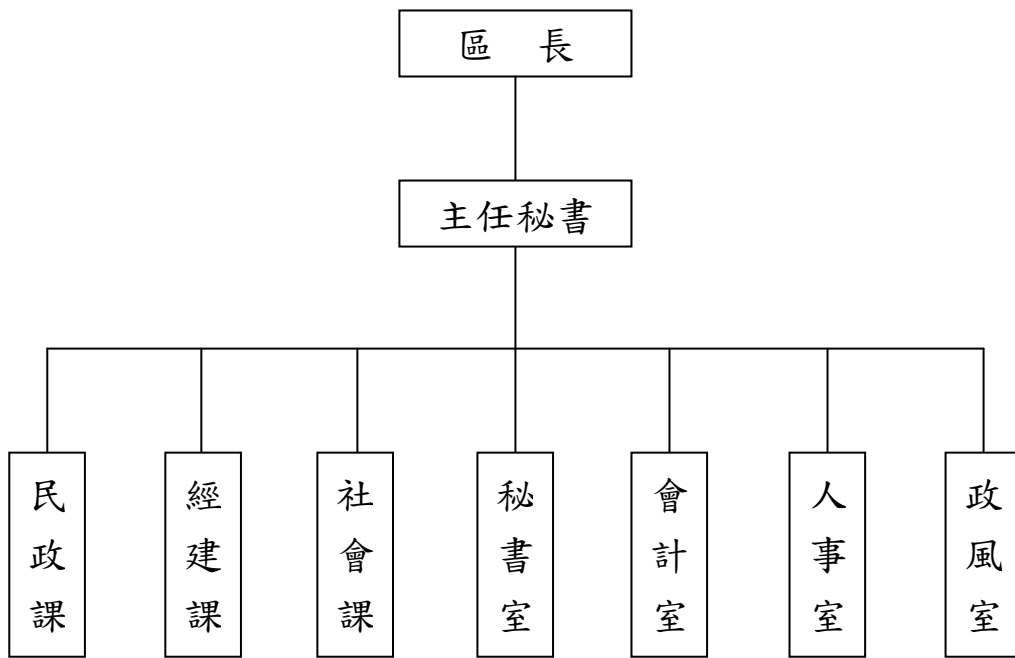 區 長
主任秘書
民政課
經建課
社會課
秘書室
會計室
人事室
政風室